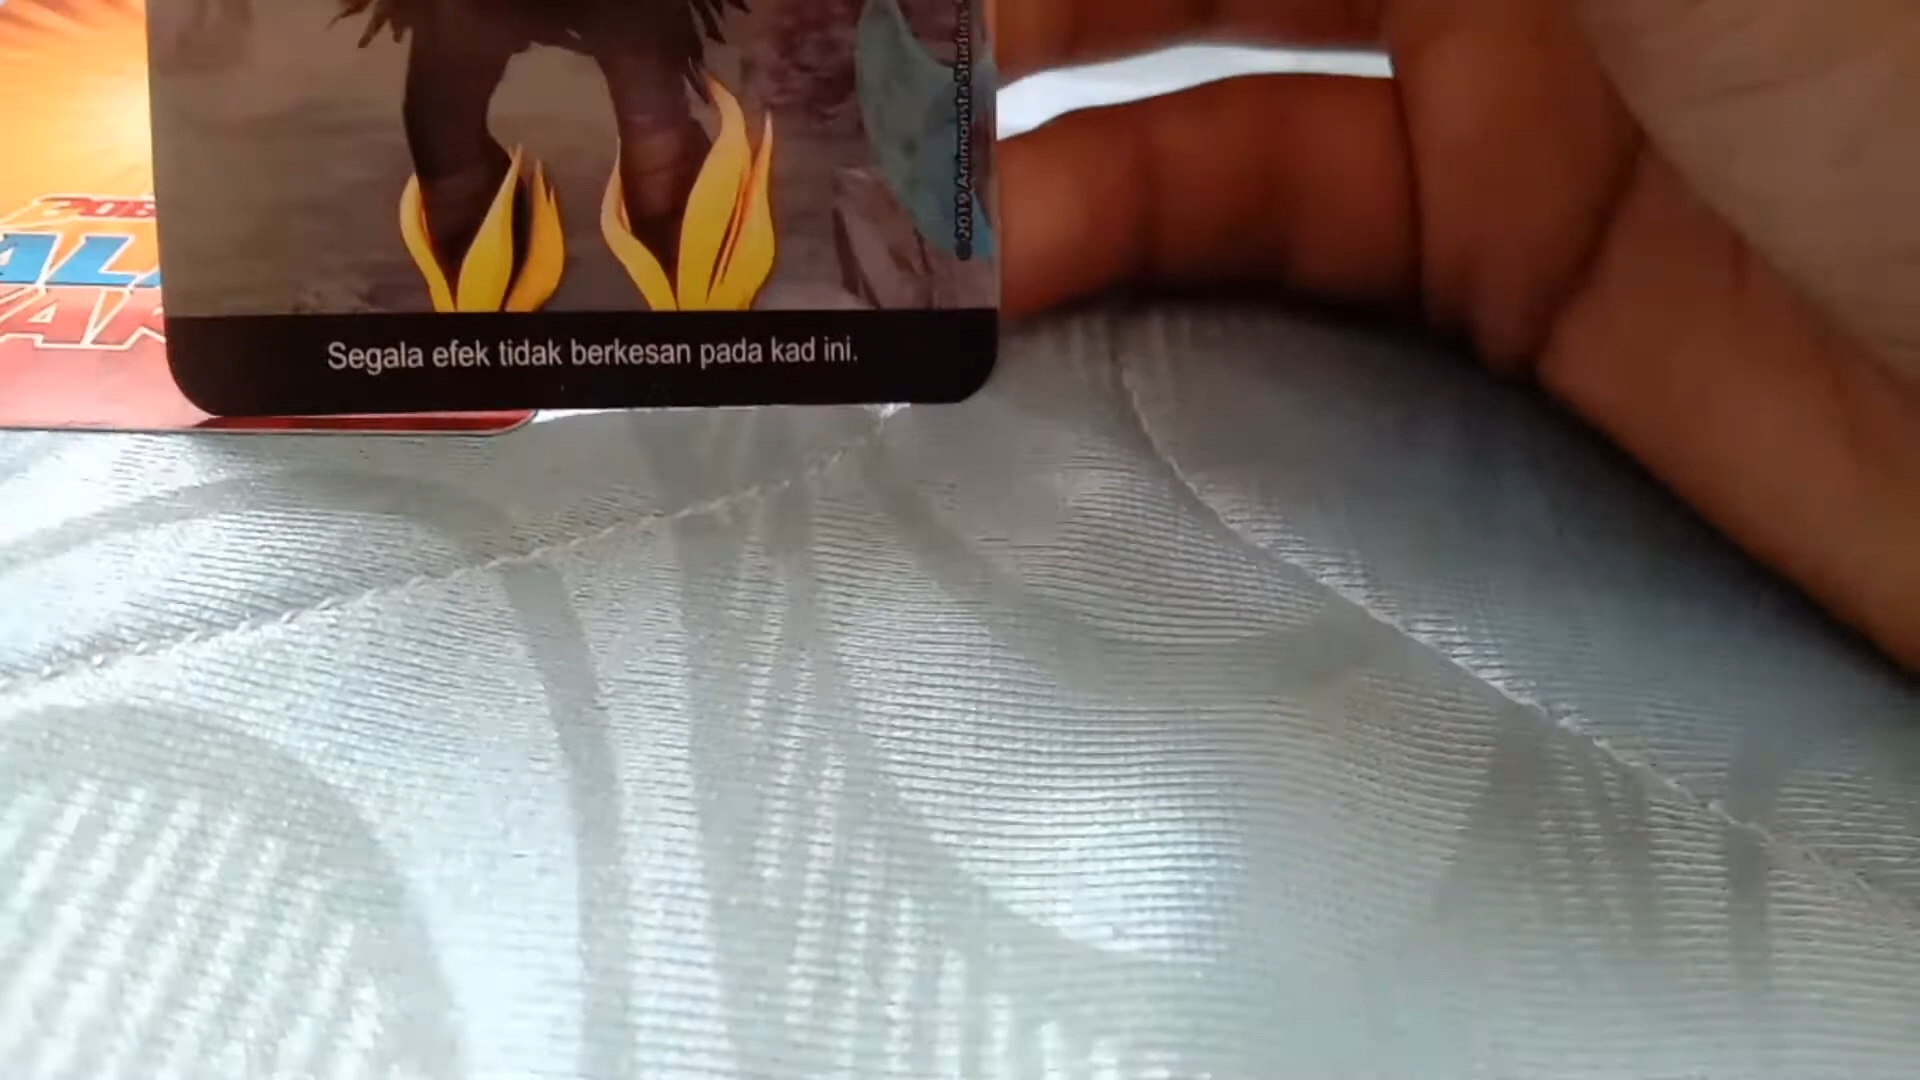 ©2019 Animonsta Studios
Segala efek tidak berkesan pada kad ini.